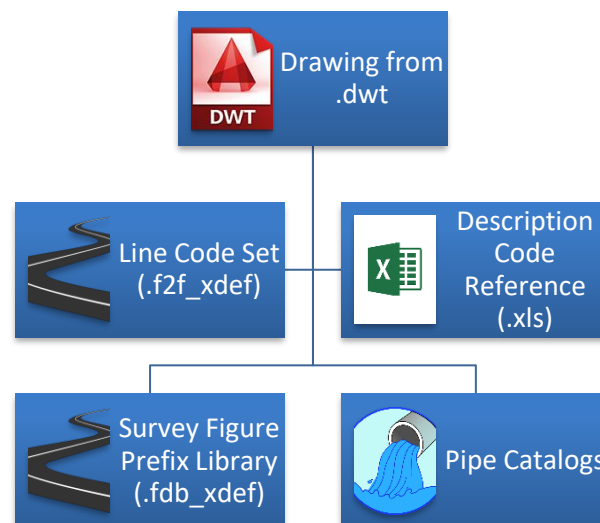 DWT
Drawing from
.dwt
Line Code Set
(.f2f_xdef)
X
Description
Code
Reference
(.xls)
Survey Figure
Prefix Library
(.fdb_xdef)
Pipe Catalogs